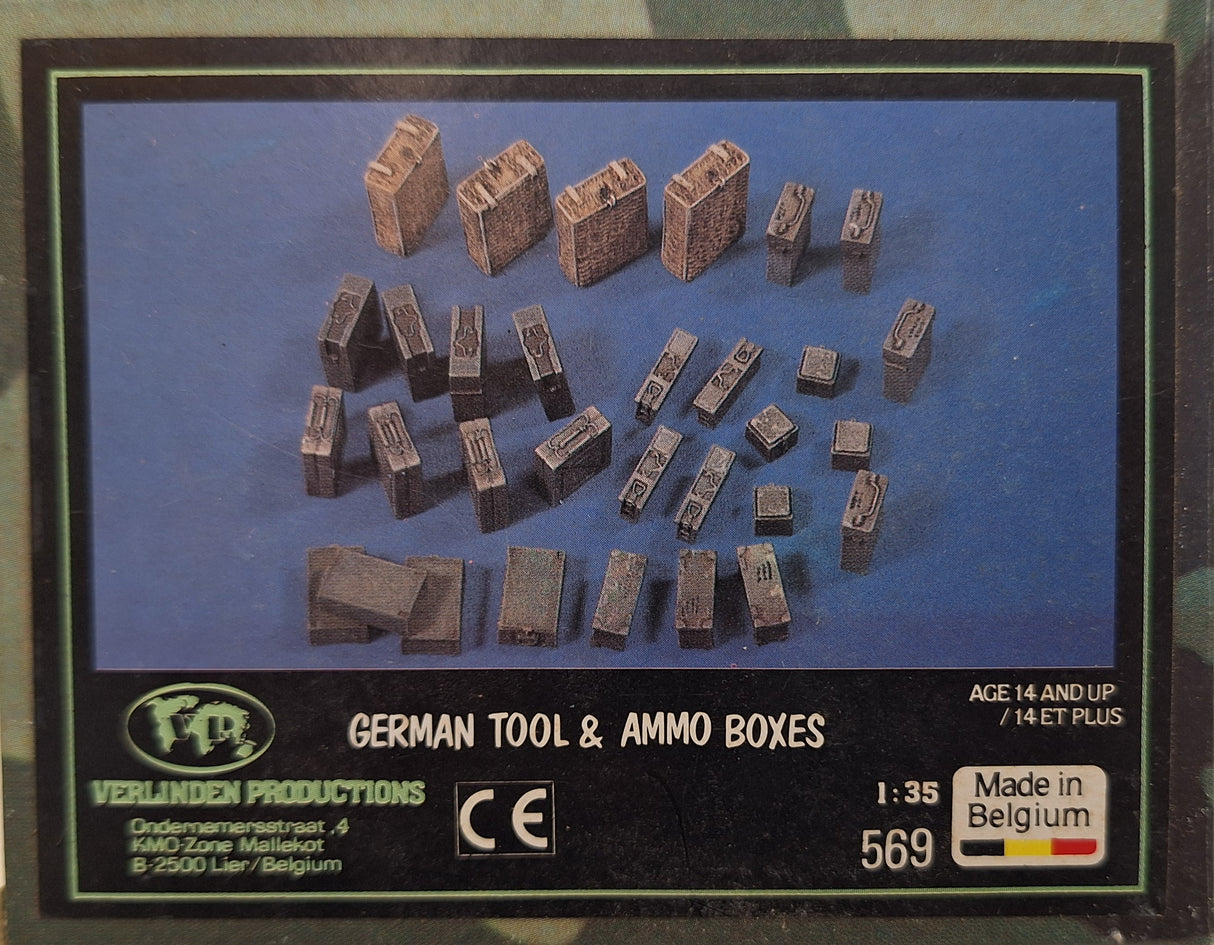 AGE 14 AND UP
/ 14 ET PLUS
GERMAN TOOL & AMMO BOXES
VP
VERLINDEN PRODUCTIONS
Ondernemersstraat 4
KMO-Zone Mallekot
B-2500 Lier/Belgium
CE
1:35
569
Made in
Belgium